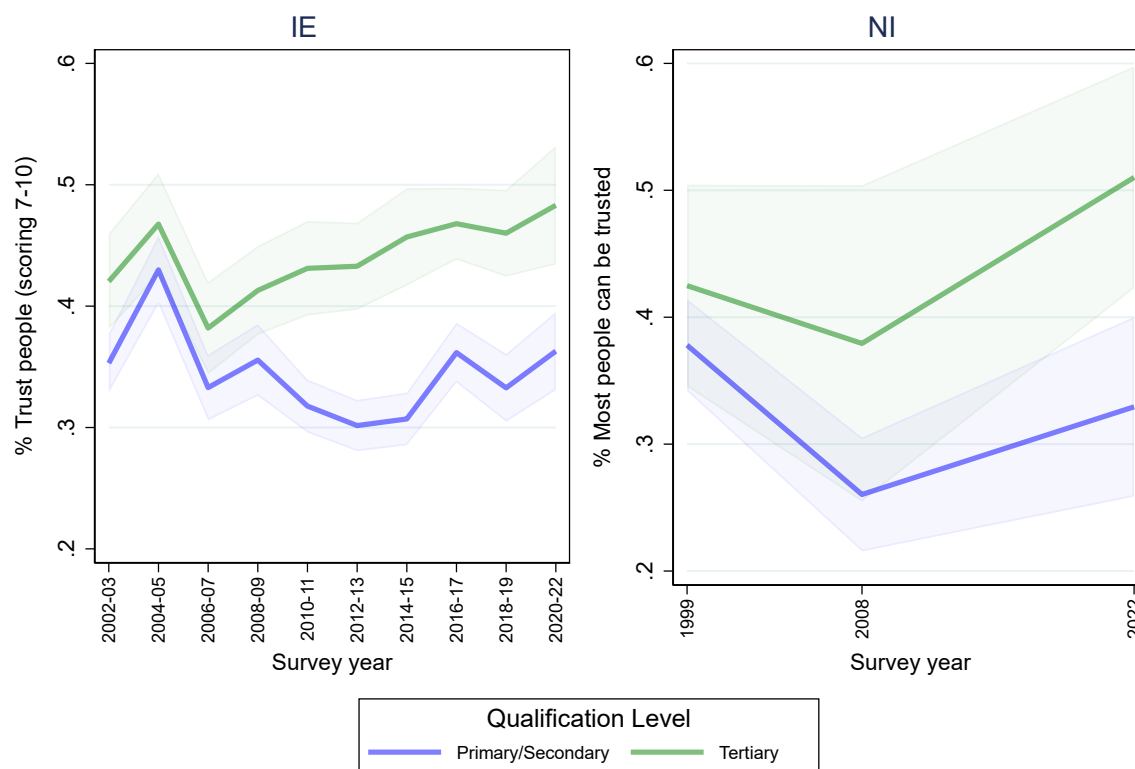 IE
% Trust people (scoring 7-10)
.6
.5
.4
.3
.2
2002-03
2004-05
2006-07
2008-09
2010-11
2012-13
2014-15
2016-17
2018-19
2020-22
Survey year
NI
% Most people can be trusted
.6
.5
.4
.3
.2
1999
2008
2022
Survey year
Qualification Level
Primary/Secondary
Tertiary